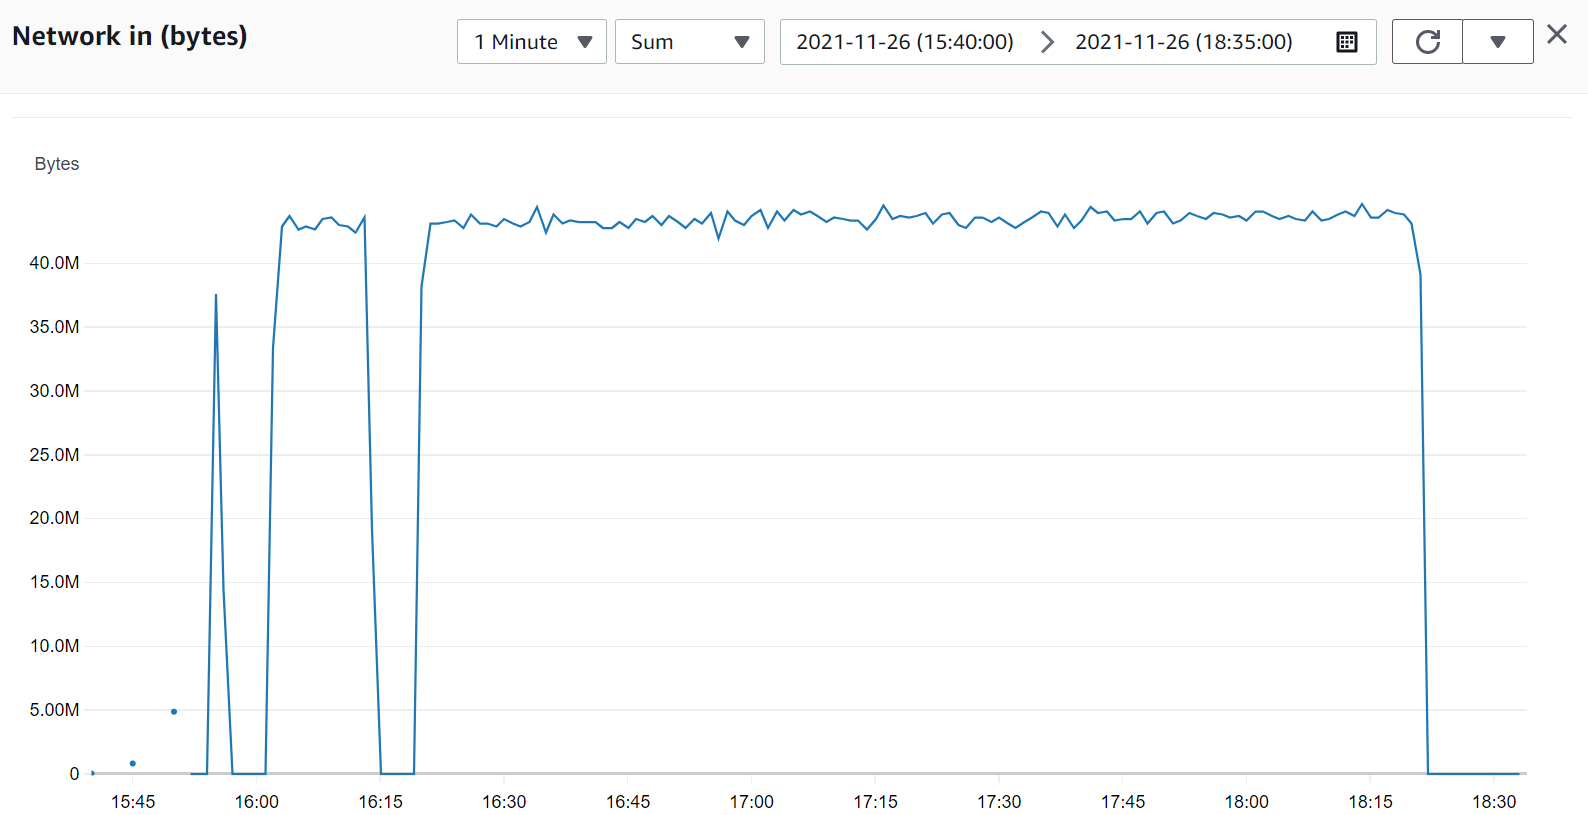 Network in (bytes)
1 Minute
Sum
2021-11-26 (15:40:00)
2021-11-26 (18:35:00)
Bytes
40.0M
35.0M
30.0M
25.0M
20.0M
15.0M
10.0M
5.00M
0
15:45 16:00 16:15 16:30 16:45 17:00 17:15 17:30 17:45 18:00 18:15 18:30